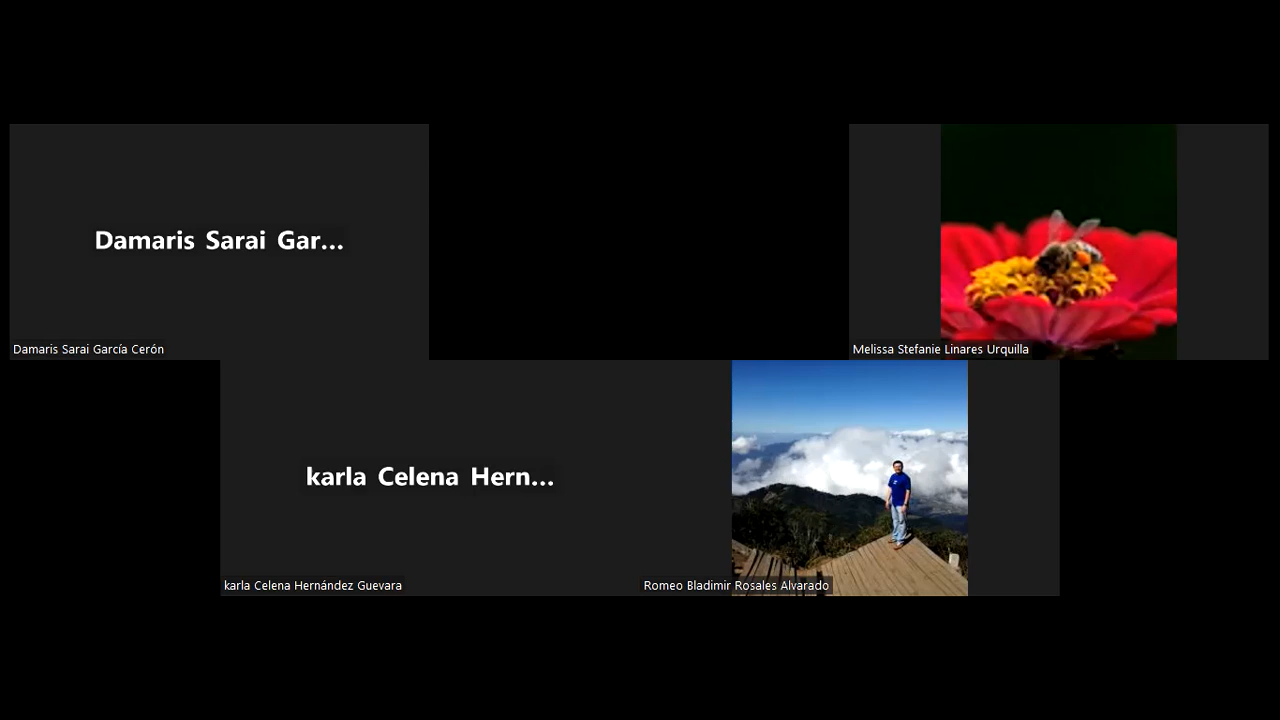 Damaris Sarai Gar...
Damaris Sarai García Cerón
Melissa Stefanie Linares Urquilla
karla Celena Hern...
karla Celena Hernández Guevara
Romeo Bladimir Rosales Alvarado